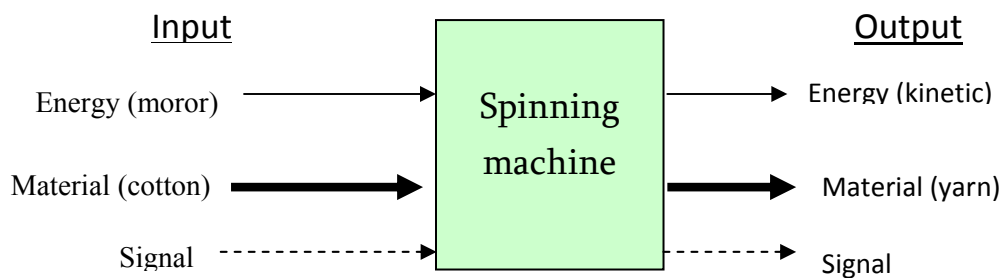 Input
Output
Energy (moror)
Spinning
machine
Energy (kinetic)
Material (cotton)
Material (yarn)
Signal
Signal